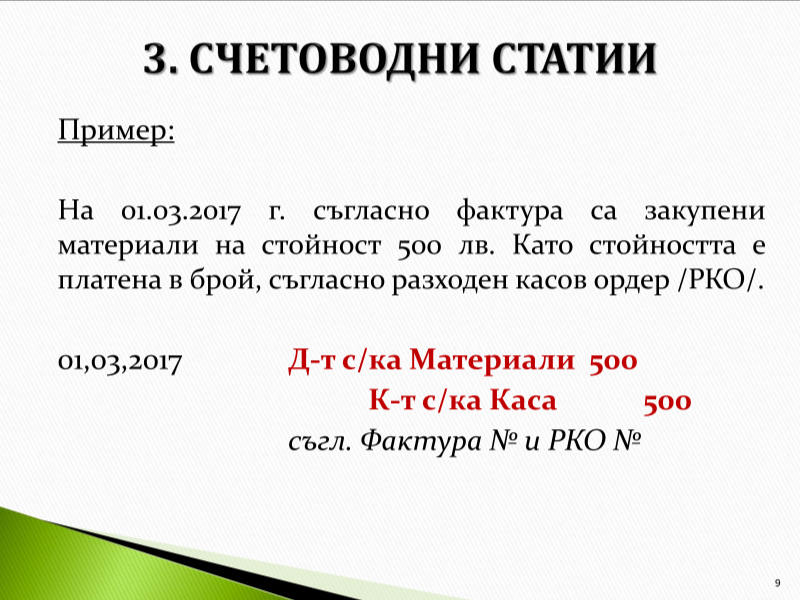 3. СЧЕТОВОДНИ СТАТИИ
Пример:
На 01.03.2017 г. съгласно фактура са закупени
материали на стойност 500 лв. Като стойността е
платена в брой, съгласно разходен касов ордер /РКО/.
01,03,2017 Д-т с/ка Материали 500
К-т с/ка Каса 500
съгл. Фактура № и РКО №
9